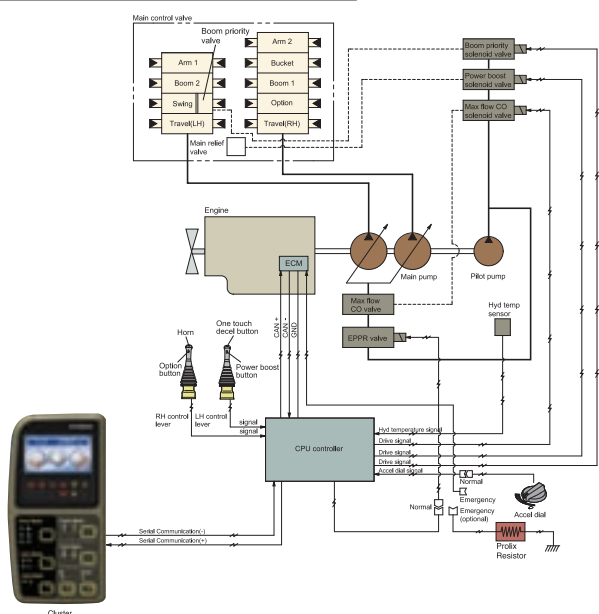 Main control valve
Boom priority
valve
Arm 2
Arm 1
Bucket
Boom 2
Boom 1
Swing
Option
Travel(LH)
Travel(RH)
Main relief
valve
Boom priority
solenoid valve
Power boost
solenoid valve
Max flow CO
solenoid valve
Engine
ECM
Main pump
Pilot pump
Max flow
CO valve
EPPR valve
Hyd temp
sensor
CAN +
CAN -
GND
Horn
One touch
decel button
Option
button
Power boost
button
RH control
lever
LH control
lever
signal
signal
CPU controller
Hyd temperature signal
Drive signal
Drive signal
Drive signal
Accel dial signal
Normal
Emergency
Accel dial
Normal
Emergency
(optional)
Prolix
Resistor
Serial Communication(-)
Serial Communication(+)
Cluster